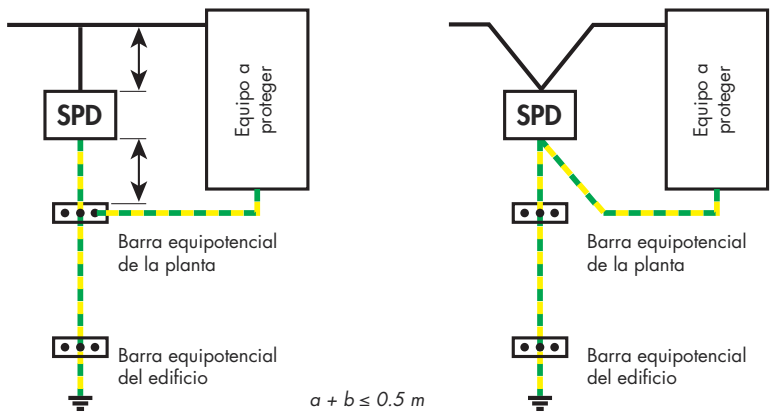 Equipo a
proteger
SPD
Barra equipotencial
de la planta
Barra equipotencial
del edificio
a + b ≤ 0.5 m
Equipo a
proteger
SPD
Barra equipotencial
de la planta
Barra equipotencial
del edificio